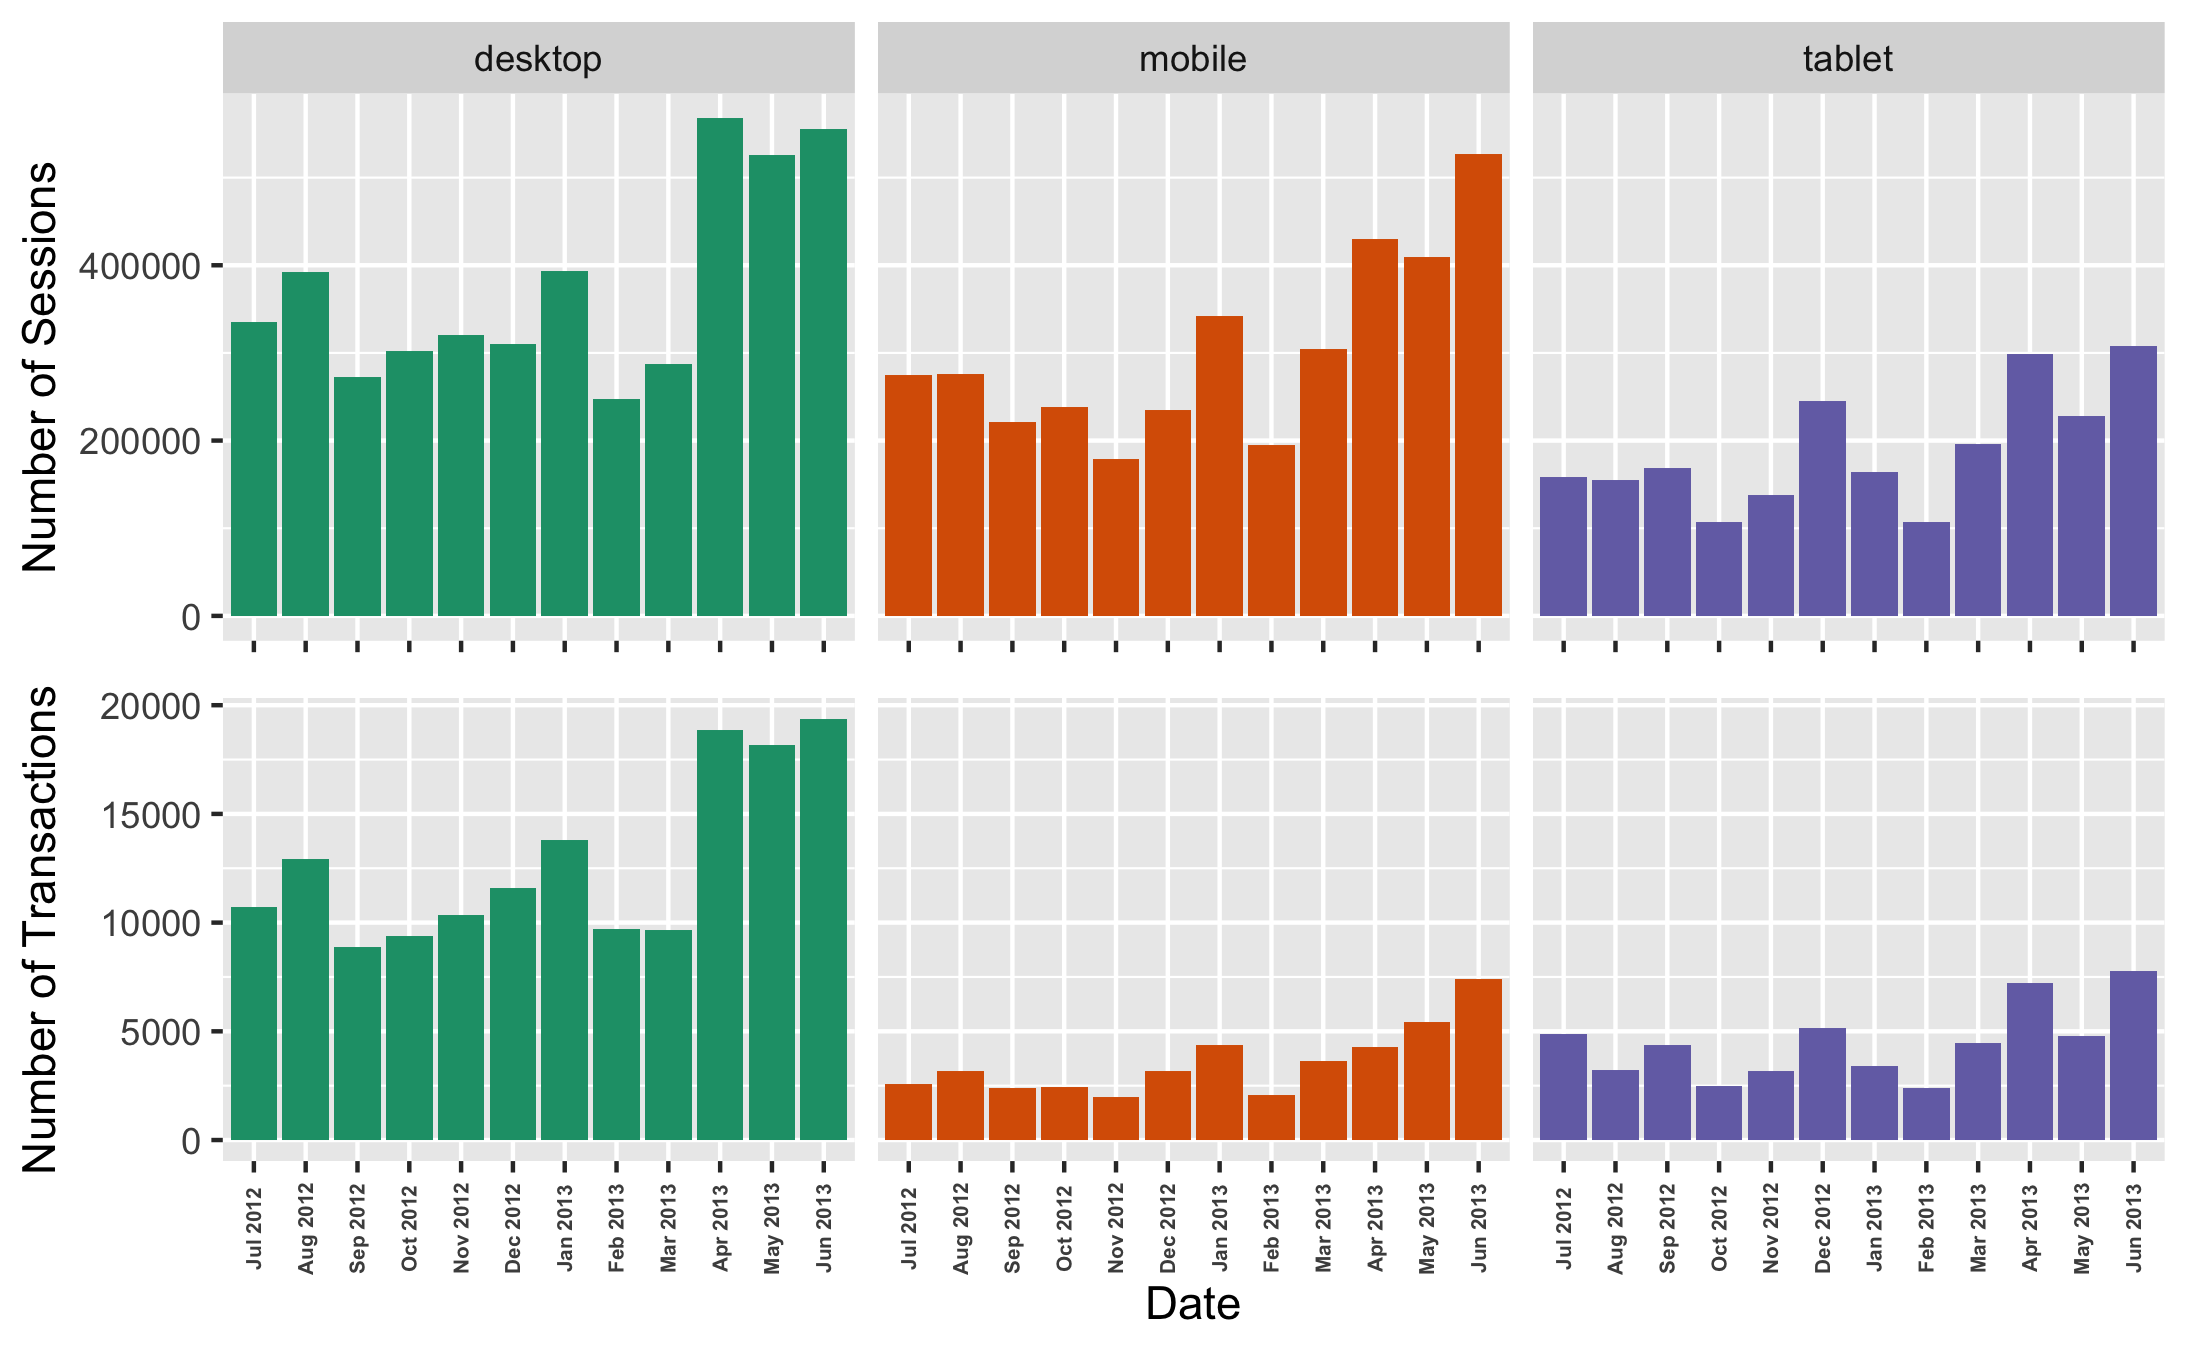 desktop
mobile
tablet
Number of Sessions
400000
200000
0
Number of Transactions
20000
15000
10000
5000
0
Jul 2012
Aug 2012
Sep 2012
Oct 2012
Nov 2012
Dec 2012
Jan 2013
Feb 2013
Mar 2013
Apr 2013
May 2013
Jun 2013
Jul 2012
Aug 2012
Sep 2012
Oct 2012
Nov 2012
Dec 2012
Jan 2013
Feb 2013
Mar 2013
Apr 2013
May 2013
Jun 2013
Jul 2012
Aug 2012
Sep 2012
Oct 2012
Nov 2012
Dec 2012
Jan 2013
Feb 2013
Mar 2013
Apr 2013
May 2013
Jun 2013
Date